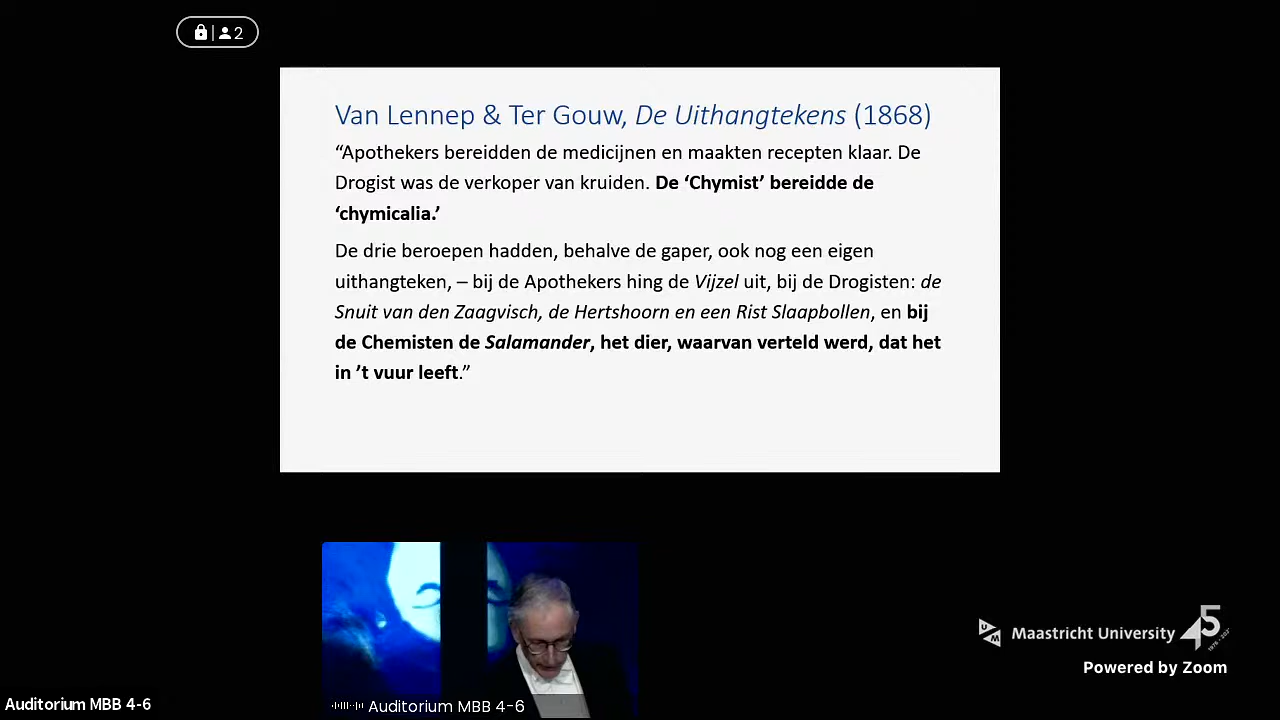 2
Van Lennep & Ter Gouw, De Uithangtekens (1868)
“Apothekers bereidden de medicijnen en maakten recepten klaar. De
Drogist was de verkoper van kruiden. De ‘Chymist’ bereidde de
‘chymicalia.’
De drie beroepen hadden, behalve de gaper, ook nog een eigen
uithangteken, – bij de Apothekers hing de Vijzel uit, bij de Drogisten: de
Snuit van den Zaagvisch, de Hertshoorn en een Rist Slaapbollen, en bij
de Chemisten de Salamander, het dier, waarvan verteld werd, dat het
in ’t vuur leeft.”
UM
Maastricht University
45
Powered by Zoom
Auditorium MBB 4-6
Auditorium MBB 4-6